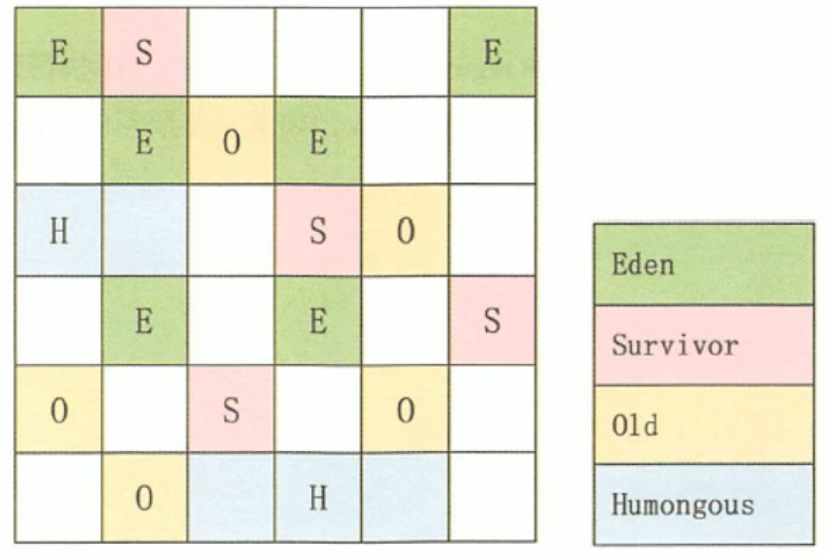 E S E
E O E
H S O
E E S
O S O
O H
Eden
Survivor
Old
Humongous